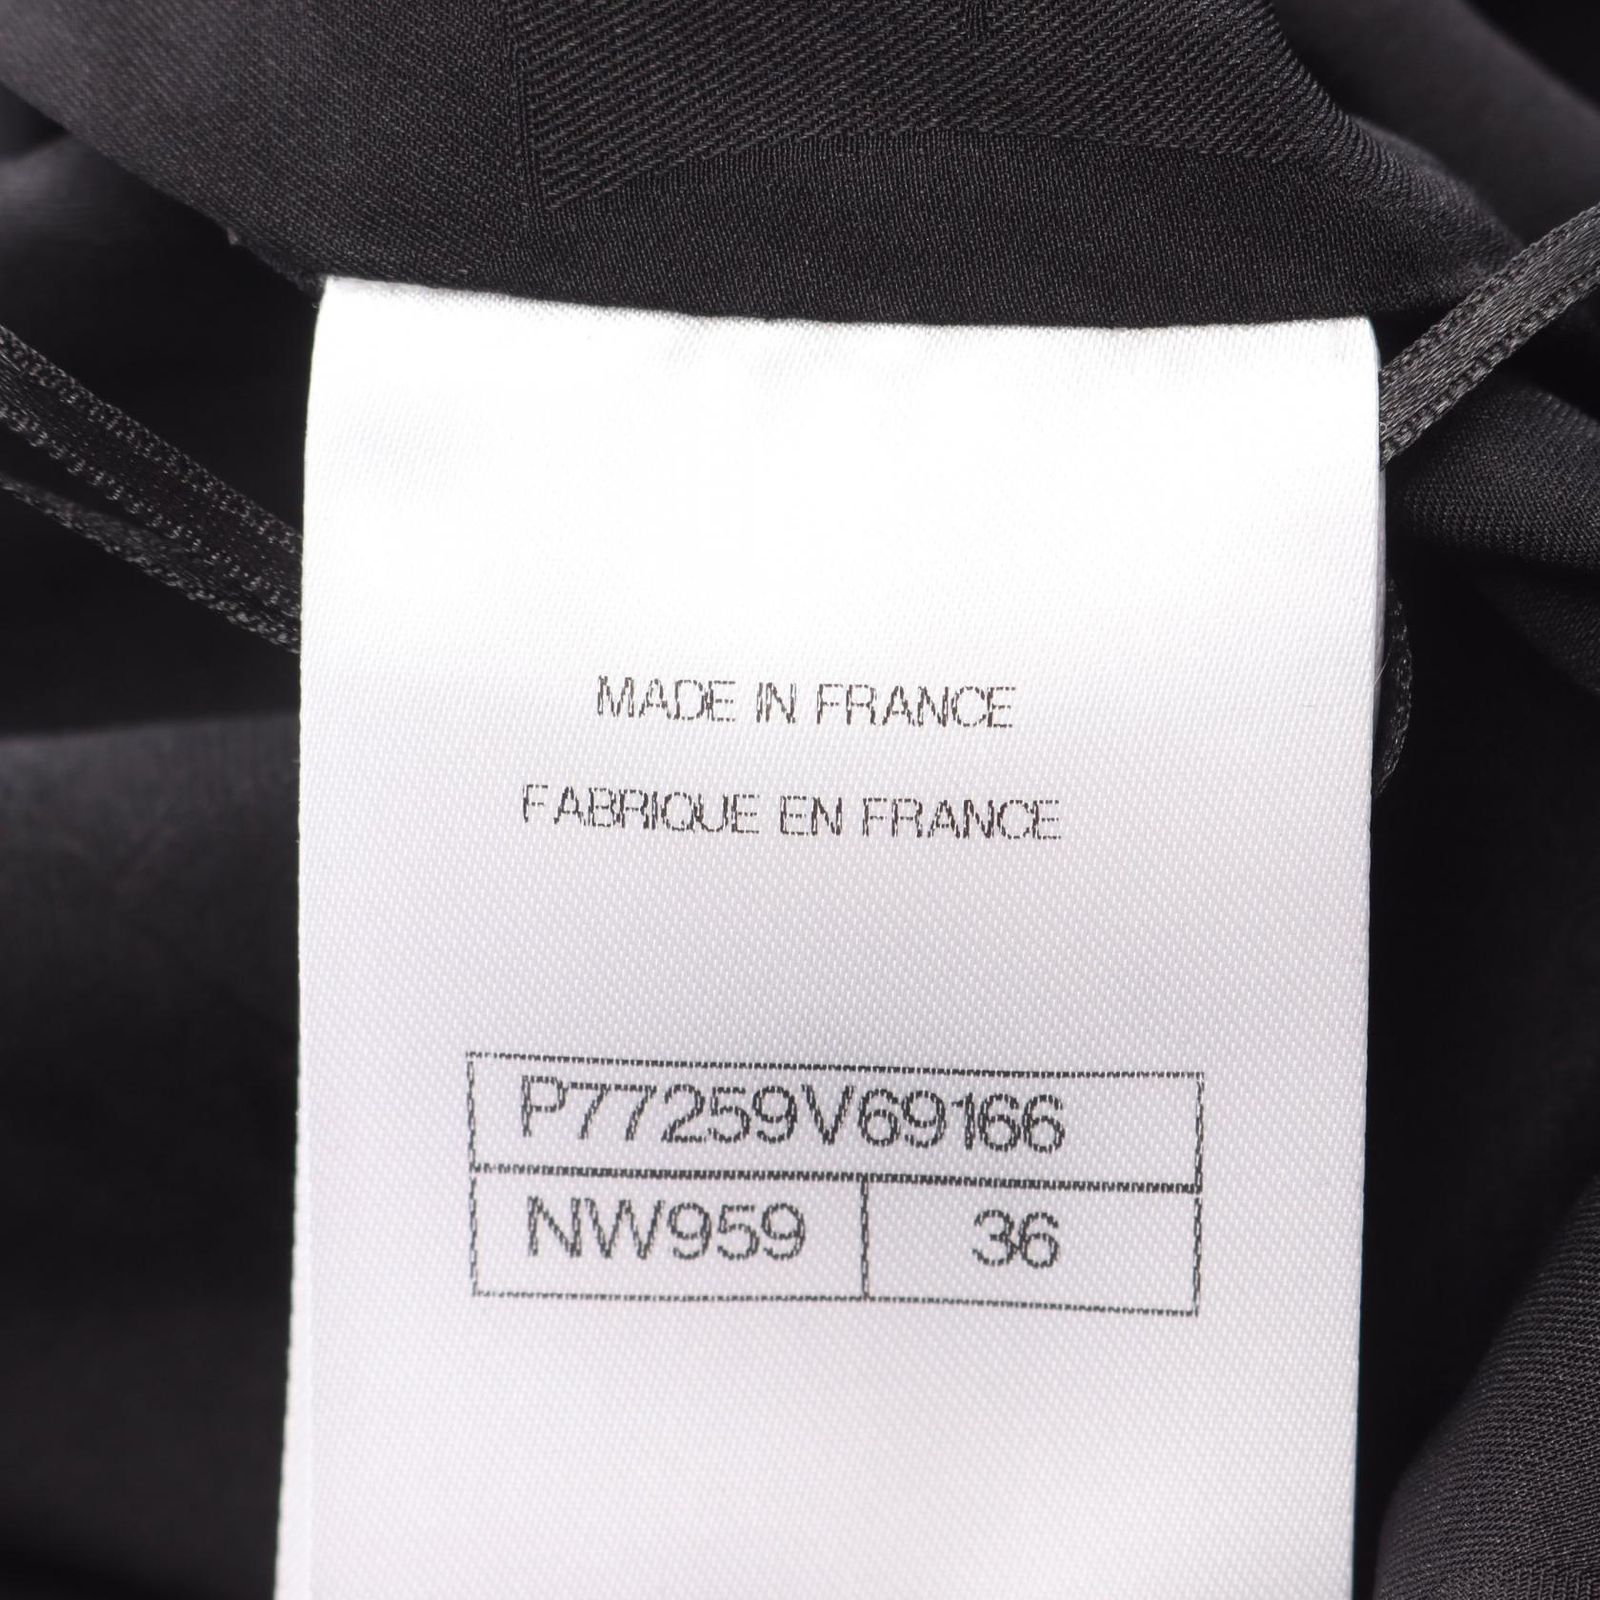 MADE IN FRANCE
FABRIQUE EN FRANCE
P77259V69166
NW959 36